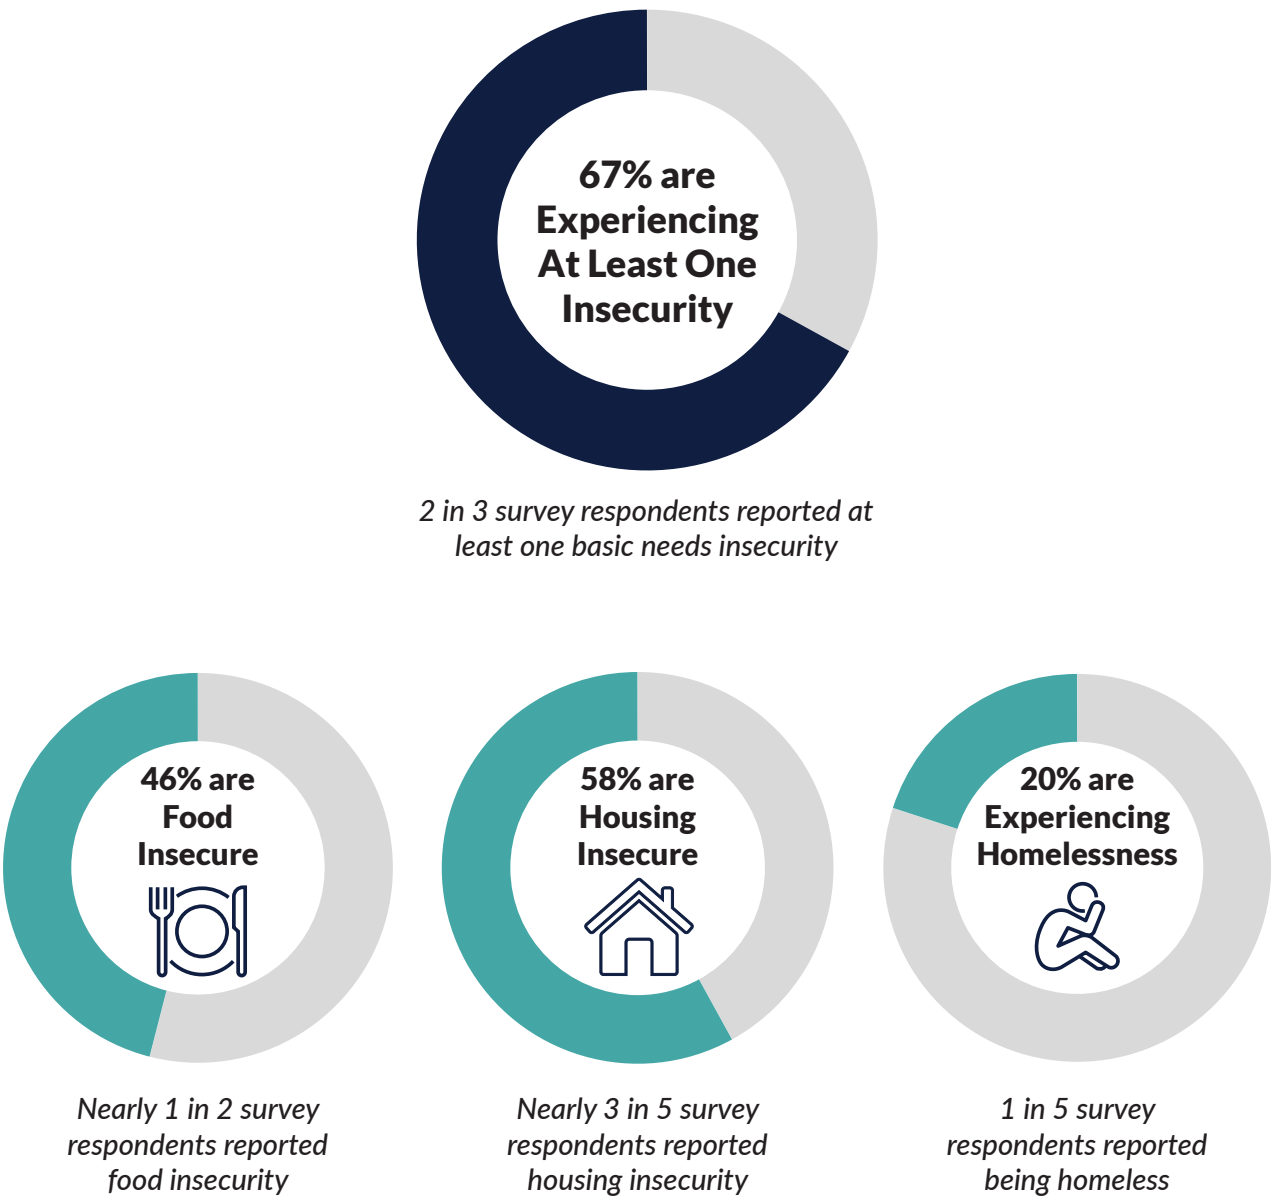 67% are
Experiencing
At Least One
Insecurity
2 in 3 survey respondents reported at
least one basic needs insecurity
46% are
Food
Insecure
Nearly 1 in 2 survey
respondents reported
food insecurity
58% are
Housing
Insecure
Nearly 3 in 5 survey
respondents reported
housing insecurity
20% are
Experiencing
Homelessness
1 in 5 survey
respondents reported
being homeless